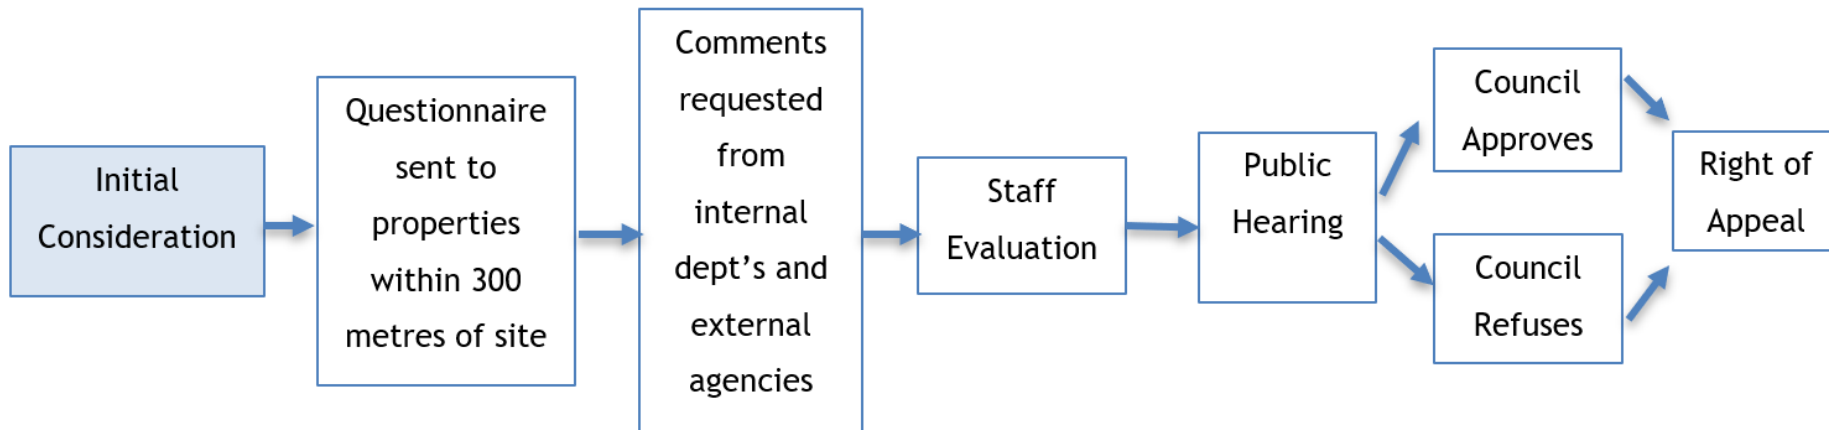 Initial
Consideration
Questionnaire
sent to
properties
within 300
metres of site
Comments
requested
from
internal
dept’s and
external
agencies
Staff
Evaluation
Public
Hearing
Council
Approves
Council
Refuses
Right of
Appeal